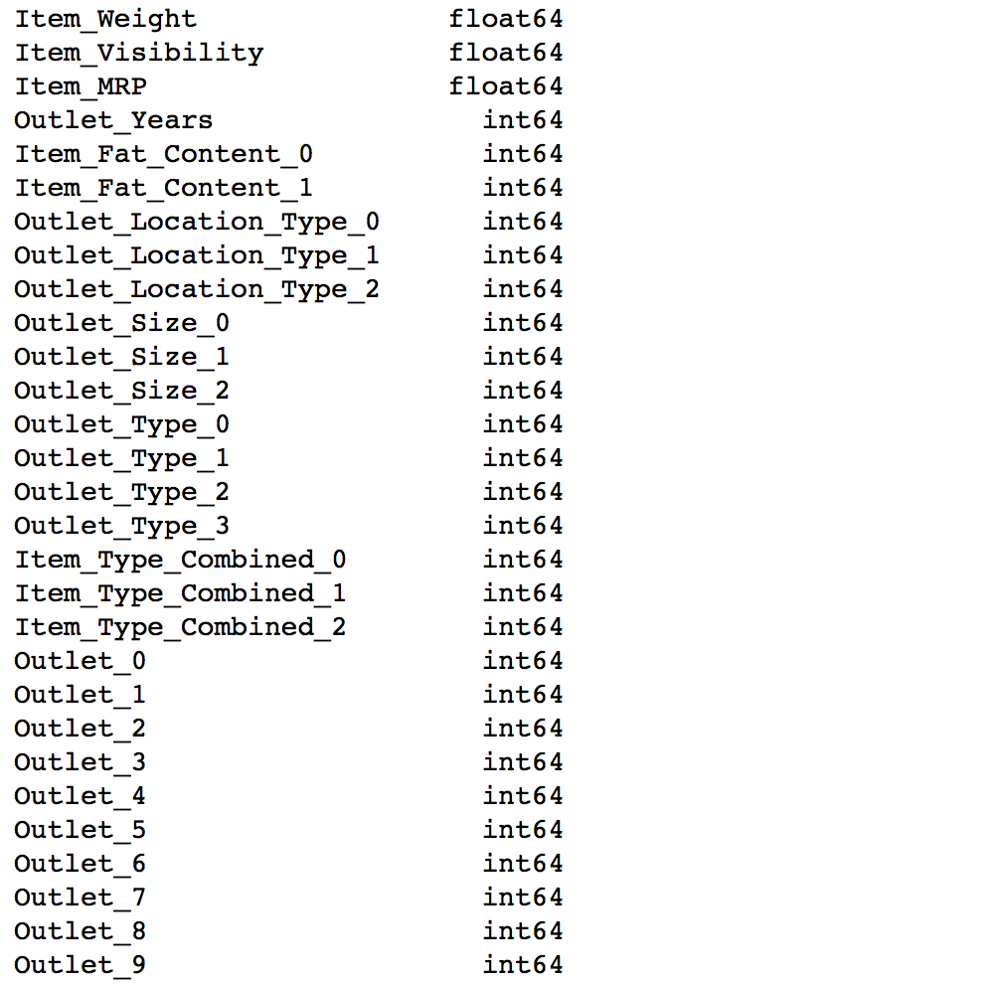 Item_Weight float64
Item_Visibility float64
Item_MRP float64
Outlet_Years int64
Item_Fat_Content_0 int64
Item_Fat_Content_1 int64
Outlet_Location_Type_0 int64
Outlet_Location_Type_1 int64
Outlet_Location_Type_2 int64
Outlet_Size_0 int64
Outlet_Size_1 int64
Outlet_Size_2 int64
Outlet_Type_0 int64
Outlet_Type_1 int64
Outlet_Type_2 int64
Outlet_Type_3 int64
Item_Type_Combined_0 int64
Item_Type_Combined_1 int64
Item_Type_Combined_2 int64
Outlet_0 int64
Outlet_1 int64
Outlet_2 int64
Outlet_3 int64
Outlet_4 int64
Outlet_5 int64
Outlet_6 int64
Outlet_7 int64
Outlet_8 int64
Outlet_9 int64